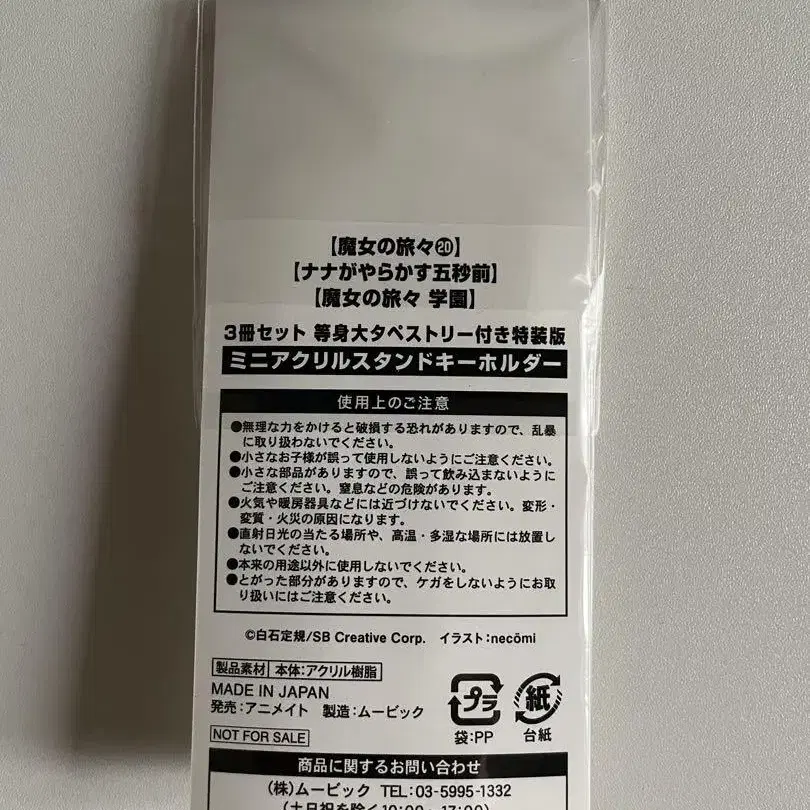 【魔女の旅々⑳】
【ナナがやらかす五秒前】
【魔女の旅々 学園】
3冊セット 等身大タペストリー付き特装版
ミニアクリルスタンドキーホルダー
使用上のご注意
●無理な力をかけると破損する恐れがありますので、乱暴
に取り扱わないでください。
●小さなお子様が誤って使用しないようにご注意ください。
●小さな部品がありますので、誤って飲み込まないように
ご注意ください。窒息などの危険があります。
●火気や暖房器具などには近づけないでください。変形・
変質・火災の原因になります。
●直射日光の当たる場所や、高温・多湿な場所には放置し
ないでください。
●本来の用途以外に使用しないでください。
●とがった部分がありますので、ケガをしないようにお取
り扱いにはご注意ください。
©白石定規/SB Creative Corp. イラスト:necömi
製品素材 本体:アクリル樹脂
MADE IN JAPAN
発売:アニメイト 製造:ムービック
プラ 紙
袋:PP 台紙
NOT FOR SALE
商品に関するお問い合わせ
(株)ムービック TEL:03-5995-1332
(土日祝を除く10:00~17:00)